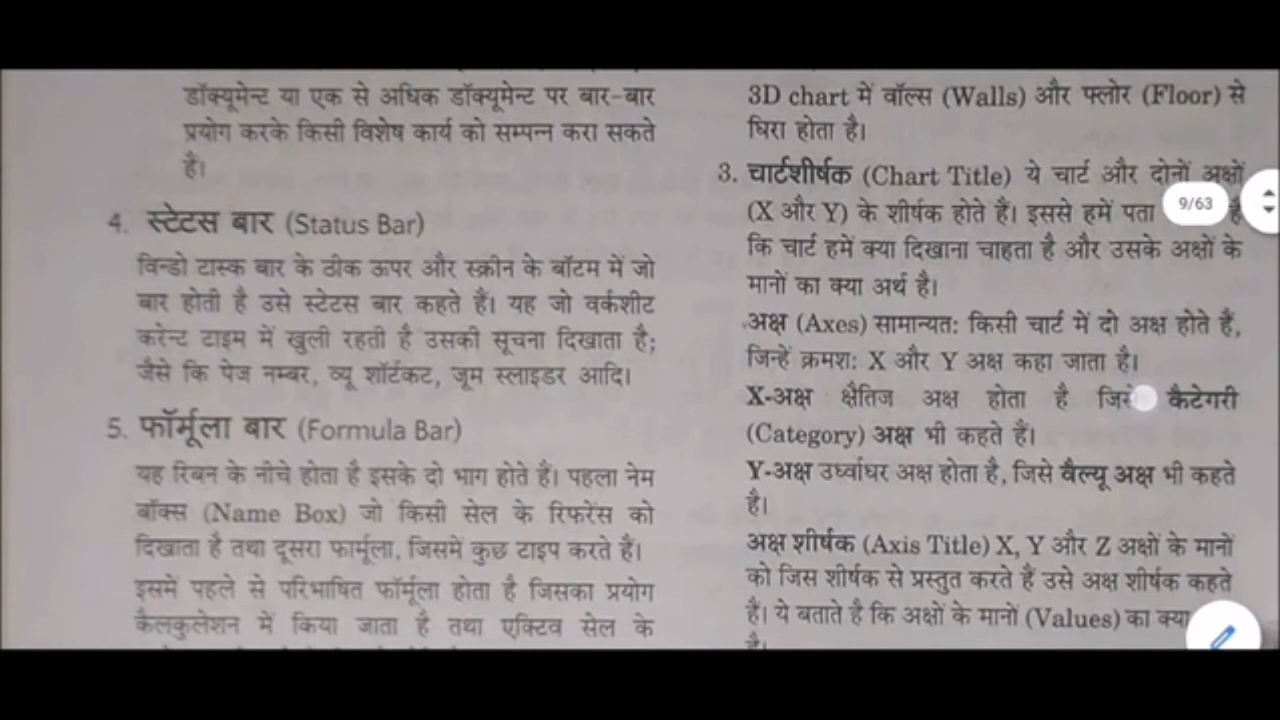 डॉक्यूमेन्ट या एक से अधिक डॉक्यूमेन्ट पर बार-बार
प्रयोग करके किसी विशेष कार्य को सम्पन्न करा सकते
है।
4. स्टेटस बार (Status Bar)
विन्डो टास्क बार के ठीक ऊपर और स्क्रीन के बॉटम में जो
बार होती है उसे स्टेटस बार कहते हैं। यह जो वर्कशीट
करेन्ट टाइम में खुली रहती है उसकी सूचना दिखाता है;
जैसे कि पेज नम्बर, व्यू शॉर्टकट, जूम स्लाइडर आदि।
5. फॉर्मूला बार (Formula Bar)
यह रिबन के नीचे होता है इसके दो भाग होते हैं। पहला नेम
बॉक्स (Name Box) जो किसी सेल के रिफरेंस को
दिखाता है तथा दूसरा फार्मूला, जिसमें कुछ टाइप करते हैं।
इसमें पहले से परिभाषित फॉर्मूला होता है जिसका प्रयोग
कैलकुलेशन में किया जाता है तथा एक्टिव सेल के
3D chart में वॉल्स (Walls) और फ्लोर (Floor) से
घिरा होता है।
3. चार्टशीर्षक (Chart Title) ये चार्ट और दोनों अक्षों
(X और Y) के शीर्षक होते हैं। इससे हमें पता है
कि चार्ट हमें क्या दिखाना चाहता है और उसके अक्षों के
मानों का क्या अर्थ है।
अक्ष (Axes) सामान्यत: किसी चार्ट में दो अक्ष होते हैं,
जिन्हें क्रमश: X और Y अक्ष कहा जाता है।
X-अक्ष क्षैतिज अक्ष होता है कैटेगरी
(Category) अक्ष भी कहते हैं।
Y-अक्ष उर्ध्वाधर अक्ष होता है, जिसे वैल्यू अक्ष भी कहते
है।
अक्ष शीर्षक (Axis Title) X, Y और Z अक्षों के मानों
को जिस शीर्षक से प्रस्तुत करते हैं उसे अक्ष शीर्षक कहते
हैं। ये बताते है कि अक्षों के मानों (Values) का क्या
है।
9/63